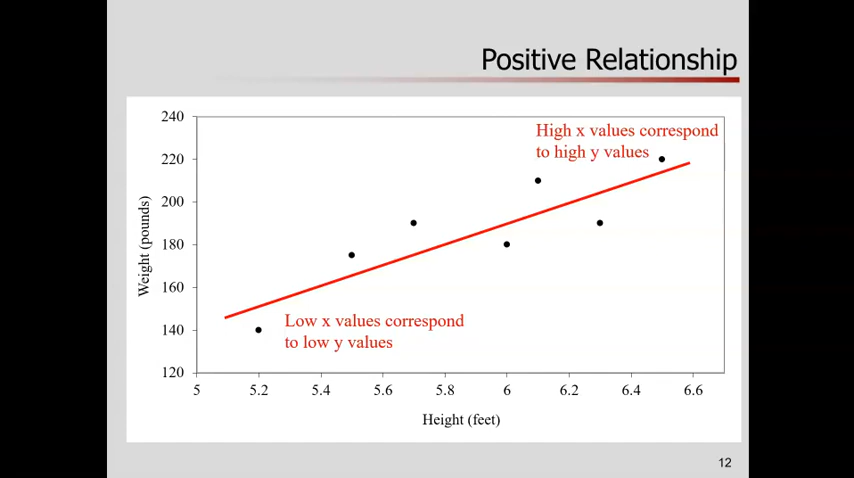 Positive Relationship
240
220
200
180
160
140
120
Weight (pounds)
High x values correspond
to high y values
Low x values correspond
to low y values
5
5.2
5.4
5.6
5.8
6
6.2
6.4
6.6
Height (feet)
12